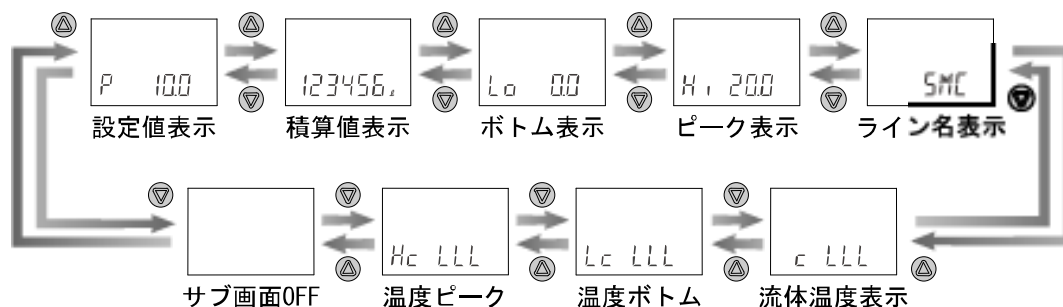 P 10.0
設定値表示
123456.L
積算値表示
Lo 0.0
ボトム表示
Hi 20.0
ピーク表示
SMC
ライン名表示
サブ画面OFF
Hc LLL
温度ピーク
Lc LLL
温度ボトム
c LLL
流体温度表示